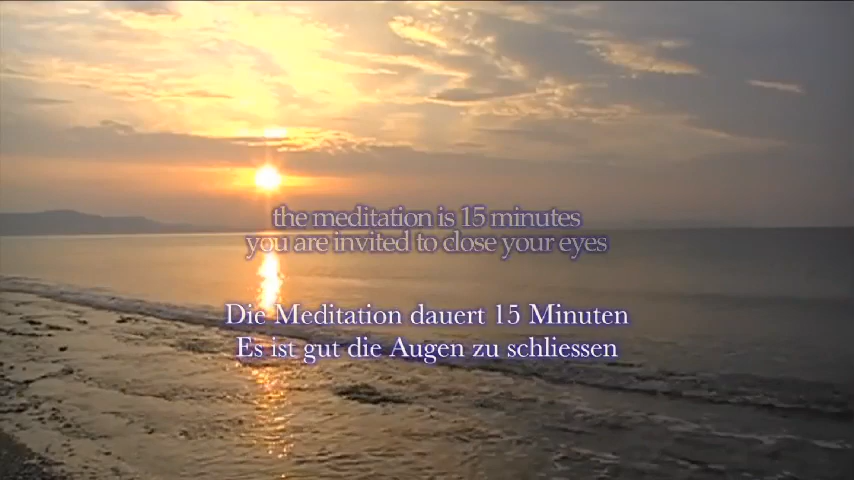 the meditation is 15 minutes
you are invited to close your eyes
Die Meditation dauert 15 Minuten
Es ist gut die Augen zu schliessen